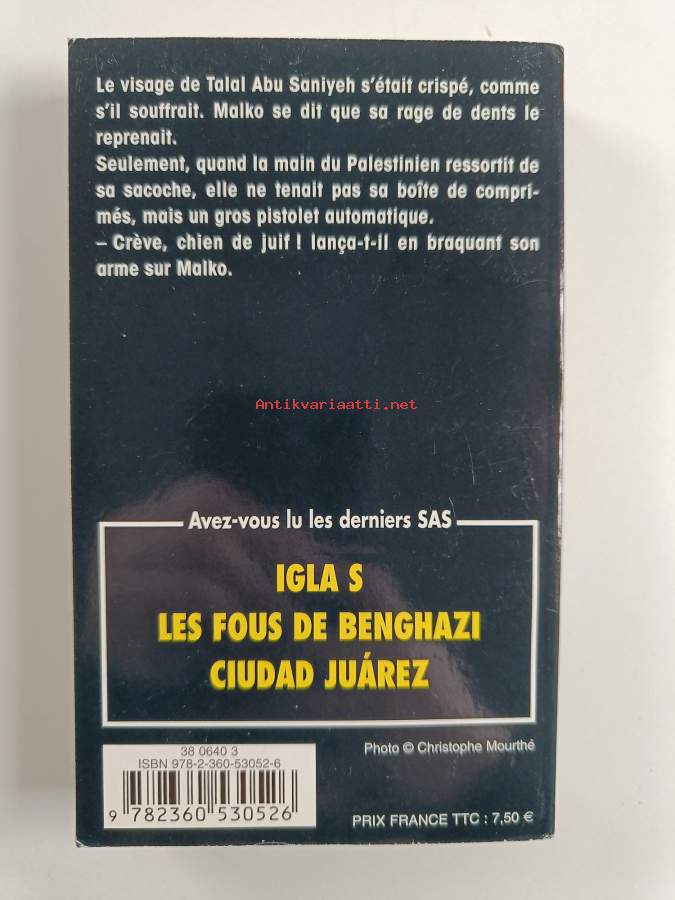 Le visage de Talal Abu Saniyeh s'était crispé, comme
s'il souffrait. Malko se dit que sa rage de dents le
reprenait.
Seulement, quand la main du Palestinien ressortit de
sa sacoche, elle ne tenait pas sa boîte de compri-
més, mais un gros pistolet automatique.
– Crève, chien de juif ! lança-t-il en braquant son
arme sur Malko.
Antikvariaatti.net
Avez-vous lu les derniers SAS
IGLA S
LES FOUS DE BENGHAZI
CIUDAD JUÁREZ
38 0640 3
ISBN 978-2-360-53052-6
9 782360 530526
Photo © Christophe Mourthé
PRIX FRANCE TTC : 7,50 €